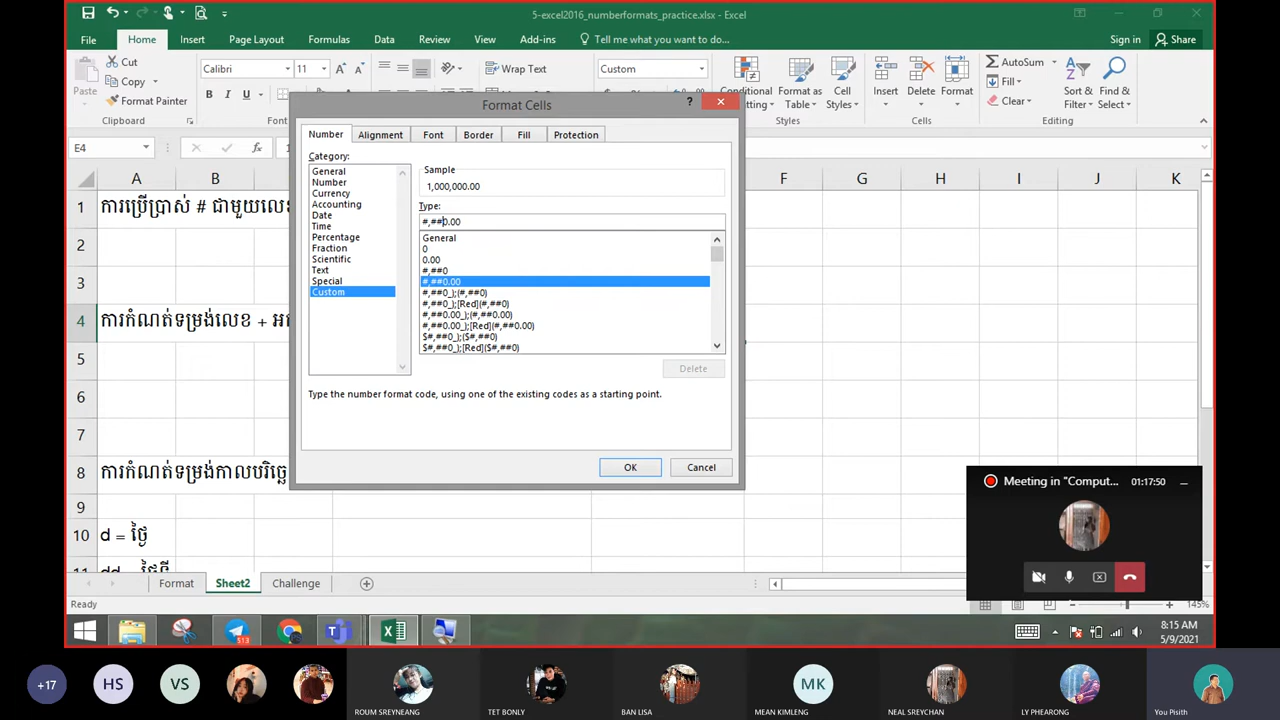 5-excel2016_numberformats_practice.xlsx - Excel
File Home Insert Page Layout Formulas Data Review View Add-ins Tell me what you want to do... Sign in Share
Paste
Cut
Copy
Format Painter
Clipboard
Calibri 11
B I U
Wrap Text
Custom
Conditional Formatting
Format as Table
Cell Styles
Styles
Insert Delete Format
Cells
AutoSum
Fill
Clear
Sort & Filter
Find & Select
Editing
E4
fx
Format Cells
?
Number Alignment Font Border Fill Protection
Category:
General
Number
Currency
Accounting
Date
Time
Percentage
Fraction
Scientific
Text
Special
Custom
Sample
1,000,000.00
Type:
#,##0.00
General
0
0.00
#,##0
#,##0.00
#,##0_);(#,##0)
#,##0_);[Red](#,##0)
#,##0.00_);(#,##0.00)
#,##0.00_);[Red](#,##0.00)
$#,##0_);($#,##0)
$#,##0_);[Red]($#,##0)
Delete
Type the number format code, using one of the existing codes as a starting point.
OK Cancel
A B F G H I J K
1 ការប្រើប្រាស់ # ជាមួយលេខ
2
3
4 ការកំណត់ទម្រង់លេខ +
5
6
7
8 ការកំណត់ទម្រង់កាលបរិច្ឆេ
9
10 d = ថ្ងៃ
11
Format Sheet2 Challenge
Ready
145%
Meeting in "Comput... 01:17:50
513
8:15 AM
5/9/2021
+17 HS VS ROUM SREYNEANG TET BONLY BAN LISA MK MEAN KIMLENG NEAL SREYCHAN LY PHEARONG You Pisith